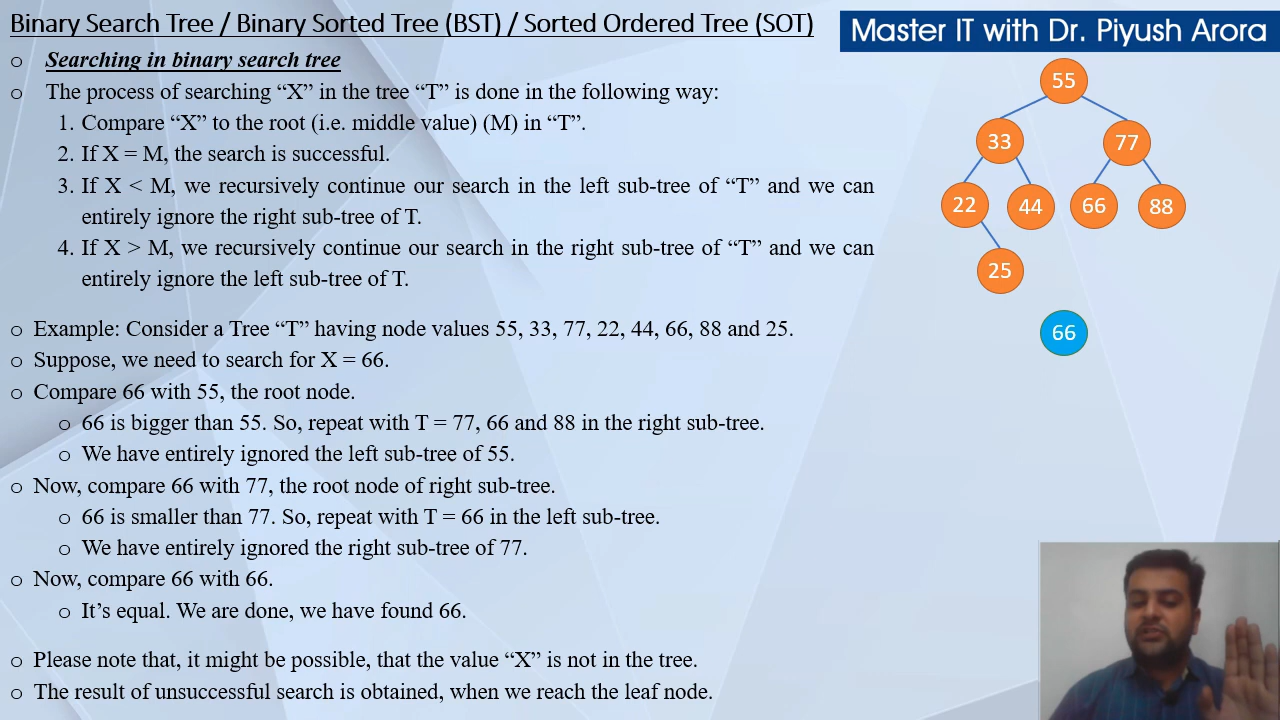 Binary Search Tree / Binary Sorted Tree (BST) / Sorted Ordered Tree (SOT)
Master IT with Dr. Piyush Arora
o Searching in binary search tree
o The process of searching “X” in the tree “T” is done in the following way:
1. Compare “X” to the root (i.e. middle value) (M) in “T”.
2. If X = M, the search is successful.
3. If X < M, we recursively continue our search in the left sub-tree of “T” and we can
entirely ignore the right sub-tree of T.
4. If X > M, we recursively continue our search in the right sub-tree of “T” and we can
entirely ignore the left sub-tree of T.
o Example: Consider a Tree “T” having node values 55, 33, 77, 22, 44, 66, 88 and 25.
o Suppose, we need to search for X = 66.
o Compare 66 with 55, the root node.
o 66 is bigger than 55. So, repeat with T = 77, 66 and 88 in the right sub-tree.
o We have entirely ignored the left sub-tree of 55.
o Now, compare 66 with 77, the root node of right sub-tree.
o 66 is smaller than 77. So, repeat with T = 66 in the left sub-tree.
o We have entirely ignored the right sub-tree of 77.
o Now, compare 66 with 66.
o It’s equal. We are done, we have found 66.
o Please note that, it might be possible, that the value “X” is not in the tree.
o The result of unsuccessful search is obtained, when we reach the leaf node.
55
33 77
22 44 66 88
25
66